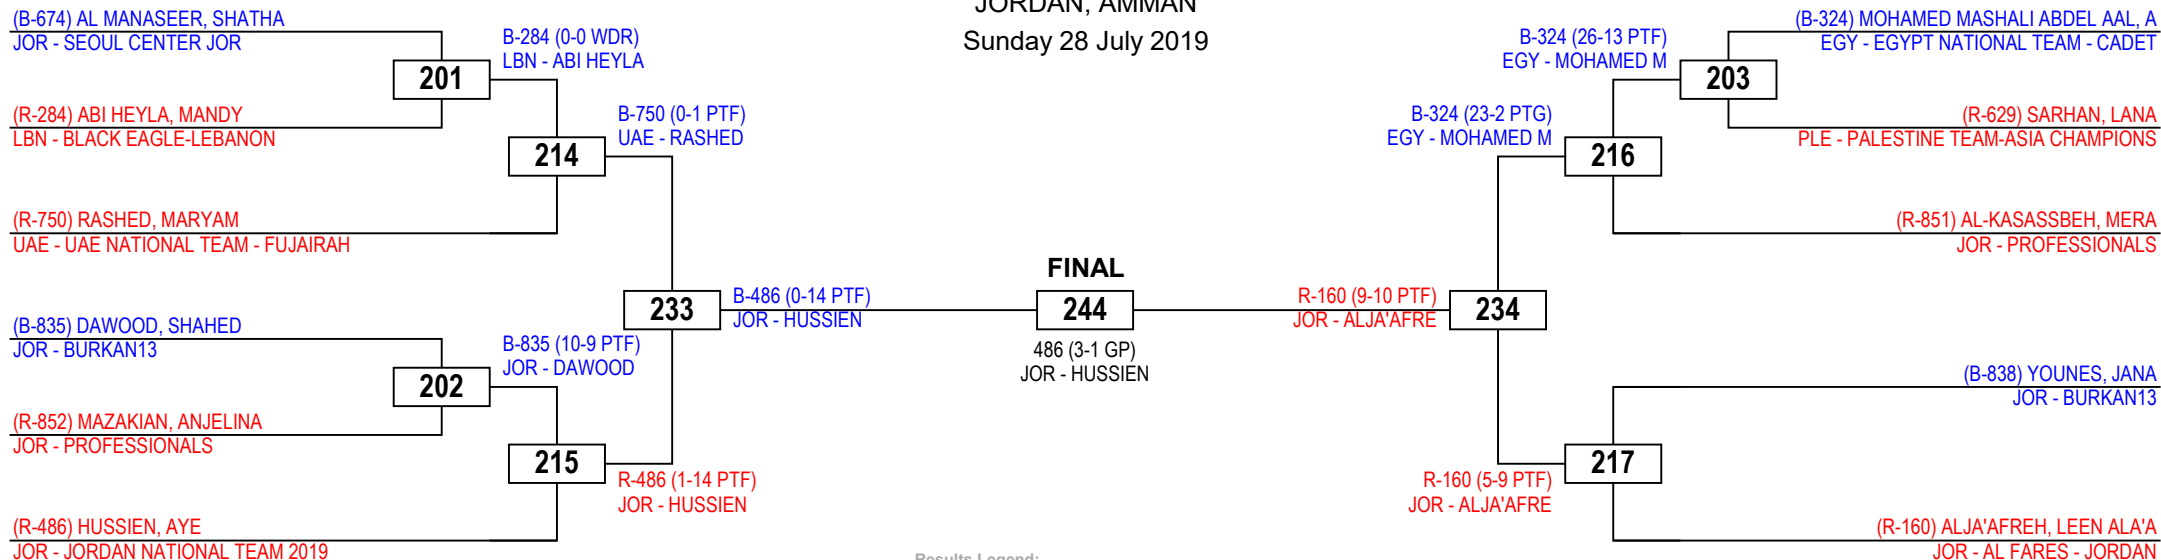 JORDAN, AMMAN
Sunday 28 July 2019
(B-674) AL MANASEER, SHATHA
JOR - SEOUL CENTER JOR
201
(R-284) ABI HEYLA, MANDY
LBN - BLACK EAGLE-LEBANON
B-284 (0-0 WDR)
LBN - ABI HEYLA
214
(R-750) RASHED, MARYAM
UAE - UAE NATIONAL TEAM - FUJAIRAH
B-750 (0-1 PTF)
UAE - RASHED
233
(B-835) DAWOOD, SHAHED
JOR - BURKAN13
202
(R-852) MAZAKIAN, ANJELINA
JOR - PROFESSIONALS
B-835 (10-9 PTF)
JOR - DAWOOD
215
(R-486) HUSSIEN, AYE
JOR - JORDAN NATIONAL TEAM 2019
R-486 (1-14 PTF)
JOR - HUSSIEN
B-486 (0-14 PTF)
JOR - HUSSIEN
FINAL
244
486 (3-1 GP)
JOR - HUSSIEN
R-160 (9-10 PTF)
JOR - ALJA'AFRE
234
B-324 (23-2 PTG)
EGY - MOHAMED M
216
B-324 (26-13 PTF)
EGY - MOHAMED M
203
(B-324) MOHAMED MASHALI ABDEL AAL, A
EGY - EGYPT NATIONAL TEAM - CADET
(R-629) SARHAN, LANA
PLE - PALESTINE TEAM-ASIA CHAMPIONS
(R-851) AL-KASASSBEH, MERA
JOR - PROFESSIONALS
(B-838) YOUNES, JANA
JOR - BURKAN13
217
R-160 (5-9 PTF)
JOR - ALJA'AFRE
(R-160) ALJA'AFREH, LEEN ALA'A
JOR - AL FARES - JORDAN
Results Legend: